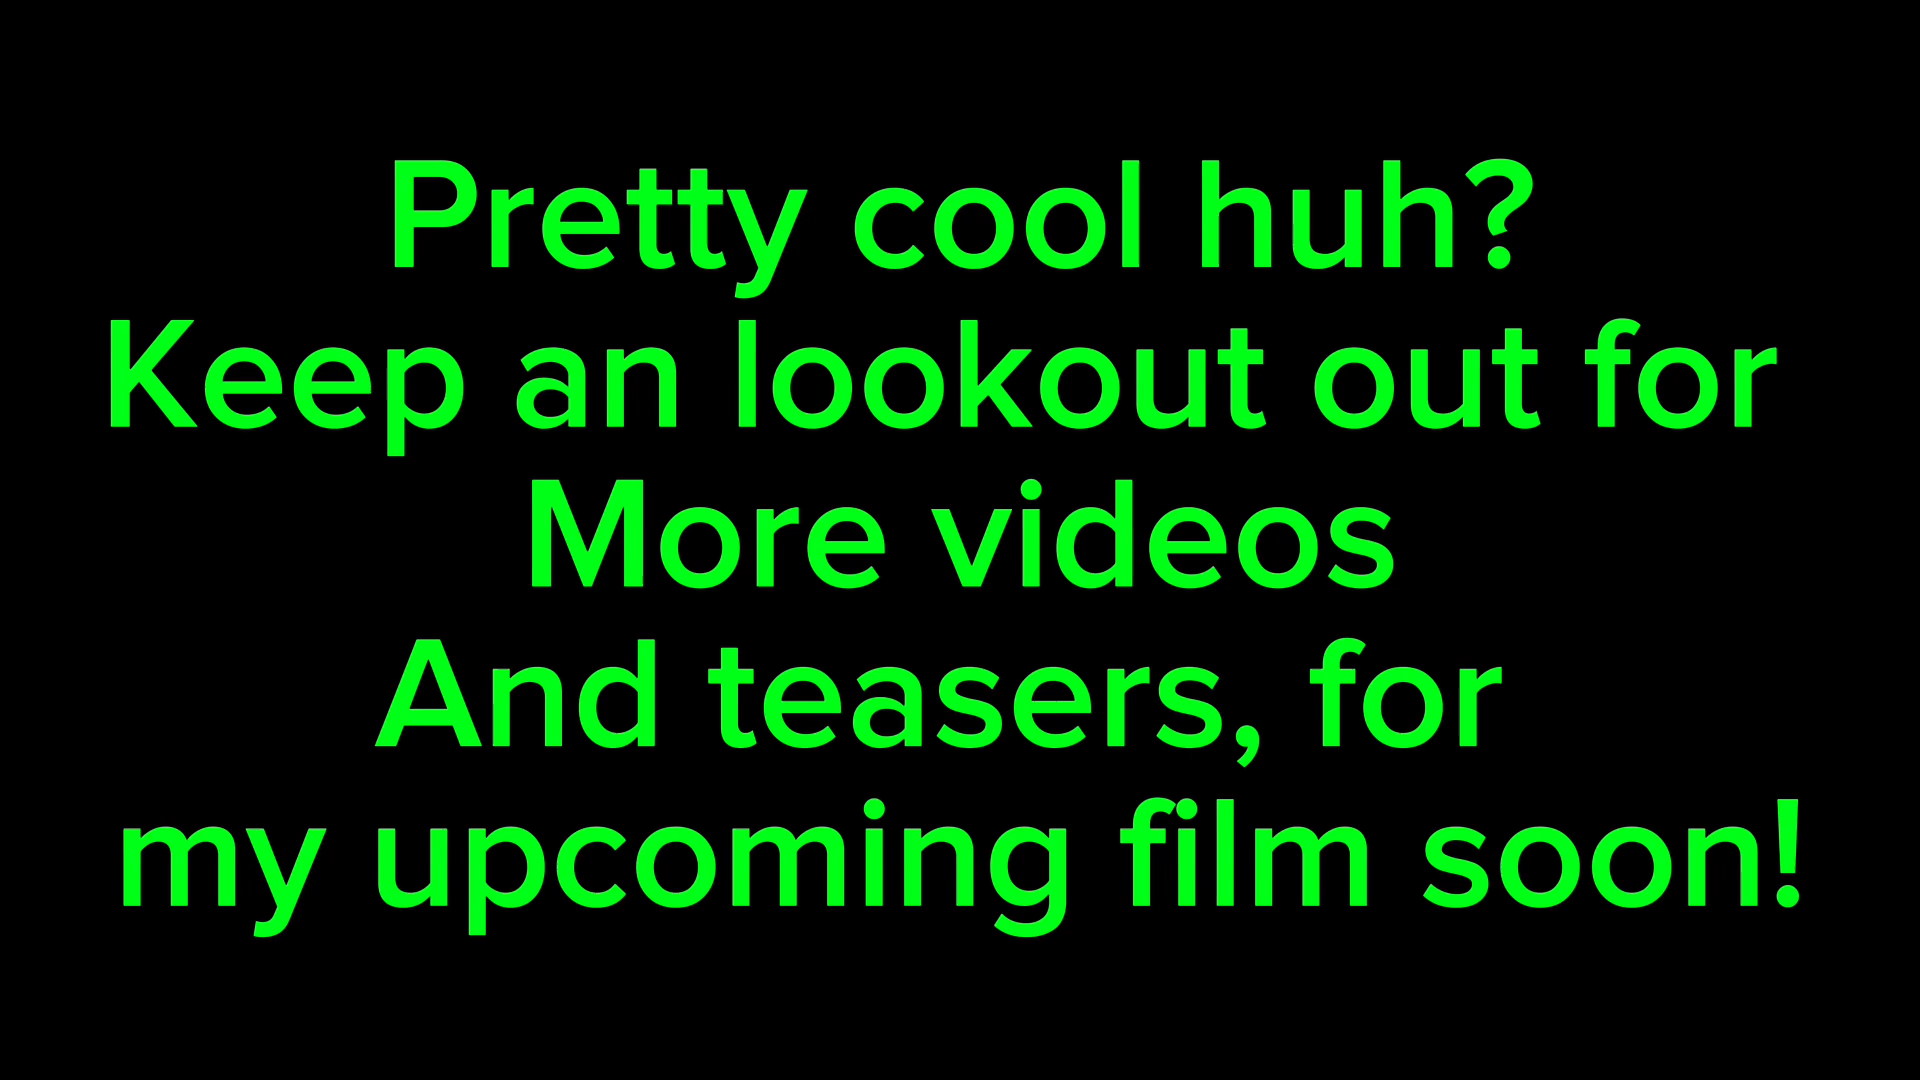 Pretty cool huh?
Keep an lookout out for
More videos
And teasers, for
my upcoming film soon!